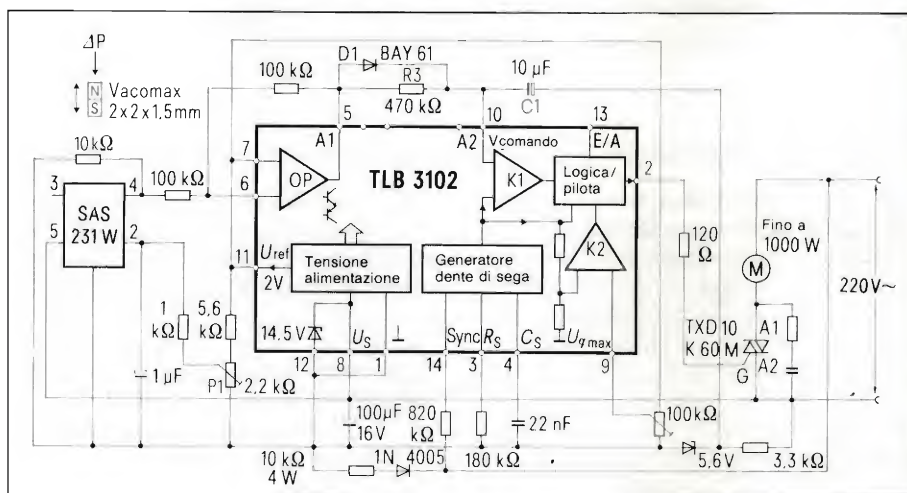 ΔP
N
S
Vacomax
2x2x1,5mm
10 kΩ
100 kΩ
100 kΩ
D1
BAY 61
R3
470 kΩ
10 µF
C1
5
10
13
A1
A2
Vcomando
E/A
7
6
OP
TLB 3102
K1
Logica/
pilota
2
3
4
SAS
231 W
5
2
11
Uref
2V
Tensione
alimentazione
Generatore
dente di sega
K2
120
Ω
Fino a
1000 W
M
220V~
1
kΩ
5,6
kΩ
14.5 V
US
⊥
Sync
RS
CS
Uφ max
TXD 10
K 60 M
A1
A2
G
12
8
1
14
3
4
9
1 µF
P1
2,2 kΩ
100µF
16V
820
kΩ
22 nF
100kΩ
10 kΩ
4 W
1N 4005
180 kΩ
5,6V
3,3 kΩ